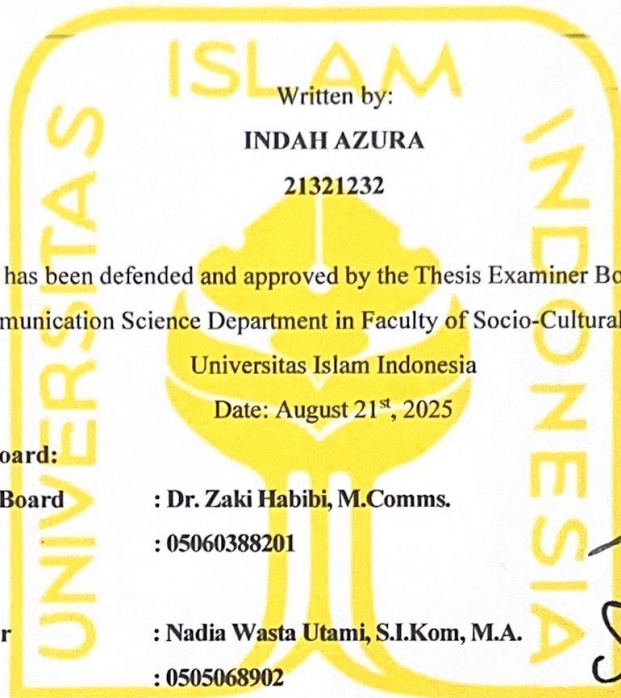 ISLAM
UNIVERSITAS
INDONESIA
Written by:
INDAH AZURA
21321232
has been defended and approved by the Thesis Examiner Bo
munication Science Department in Faculty of Socio-Cultural
Universitas Islam Indonesia
Date: August 21st, 2025
oard:
Board : Dr. Zaki Habibi, M.Comms.
: 05060388201
r : Nadia Wasta Utami, S.I.Kom, M.A.
: 0505068902